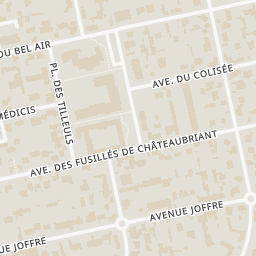 DU BEL AIR
AVE. DU COLISÉE
PL. DES TILLEULS
MÉDICIS
AVE. DES FUSILLÉS DE CHÂTEAUBRIANT
AVENUE JOFFRE
UE JOFFRE